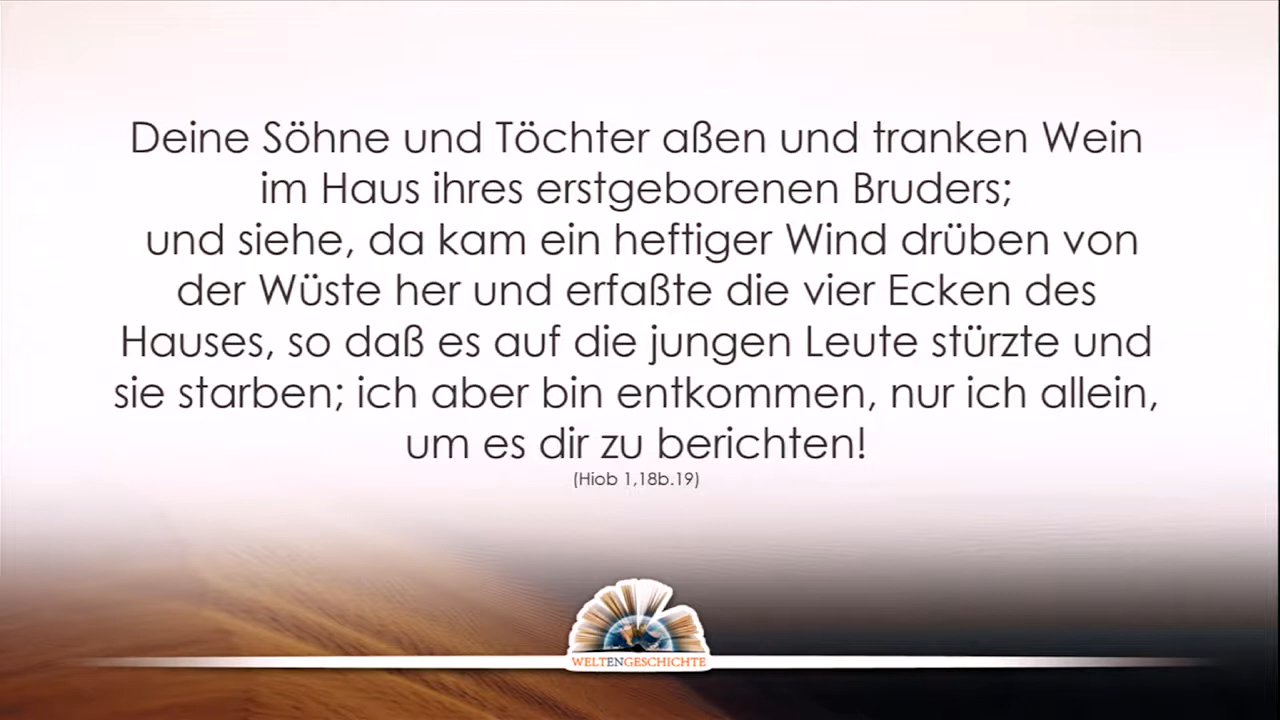 Deine Söhne und Töchter aßen und tranken Wein
im Haus ihres erstgeborenen Bruders;
und siehe, da kam ein heftiger Wind drüben von
der Wüste her und erfaßte die vier Ecken des
Hauses, so daß es auf die jungen Leute stürzte und
sie starben; ich aber bin entkommen, nur ich allein,
um es dir zu berichten!
(Hiob 1,18b.19)
WELTENGESCHICHTE